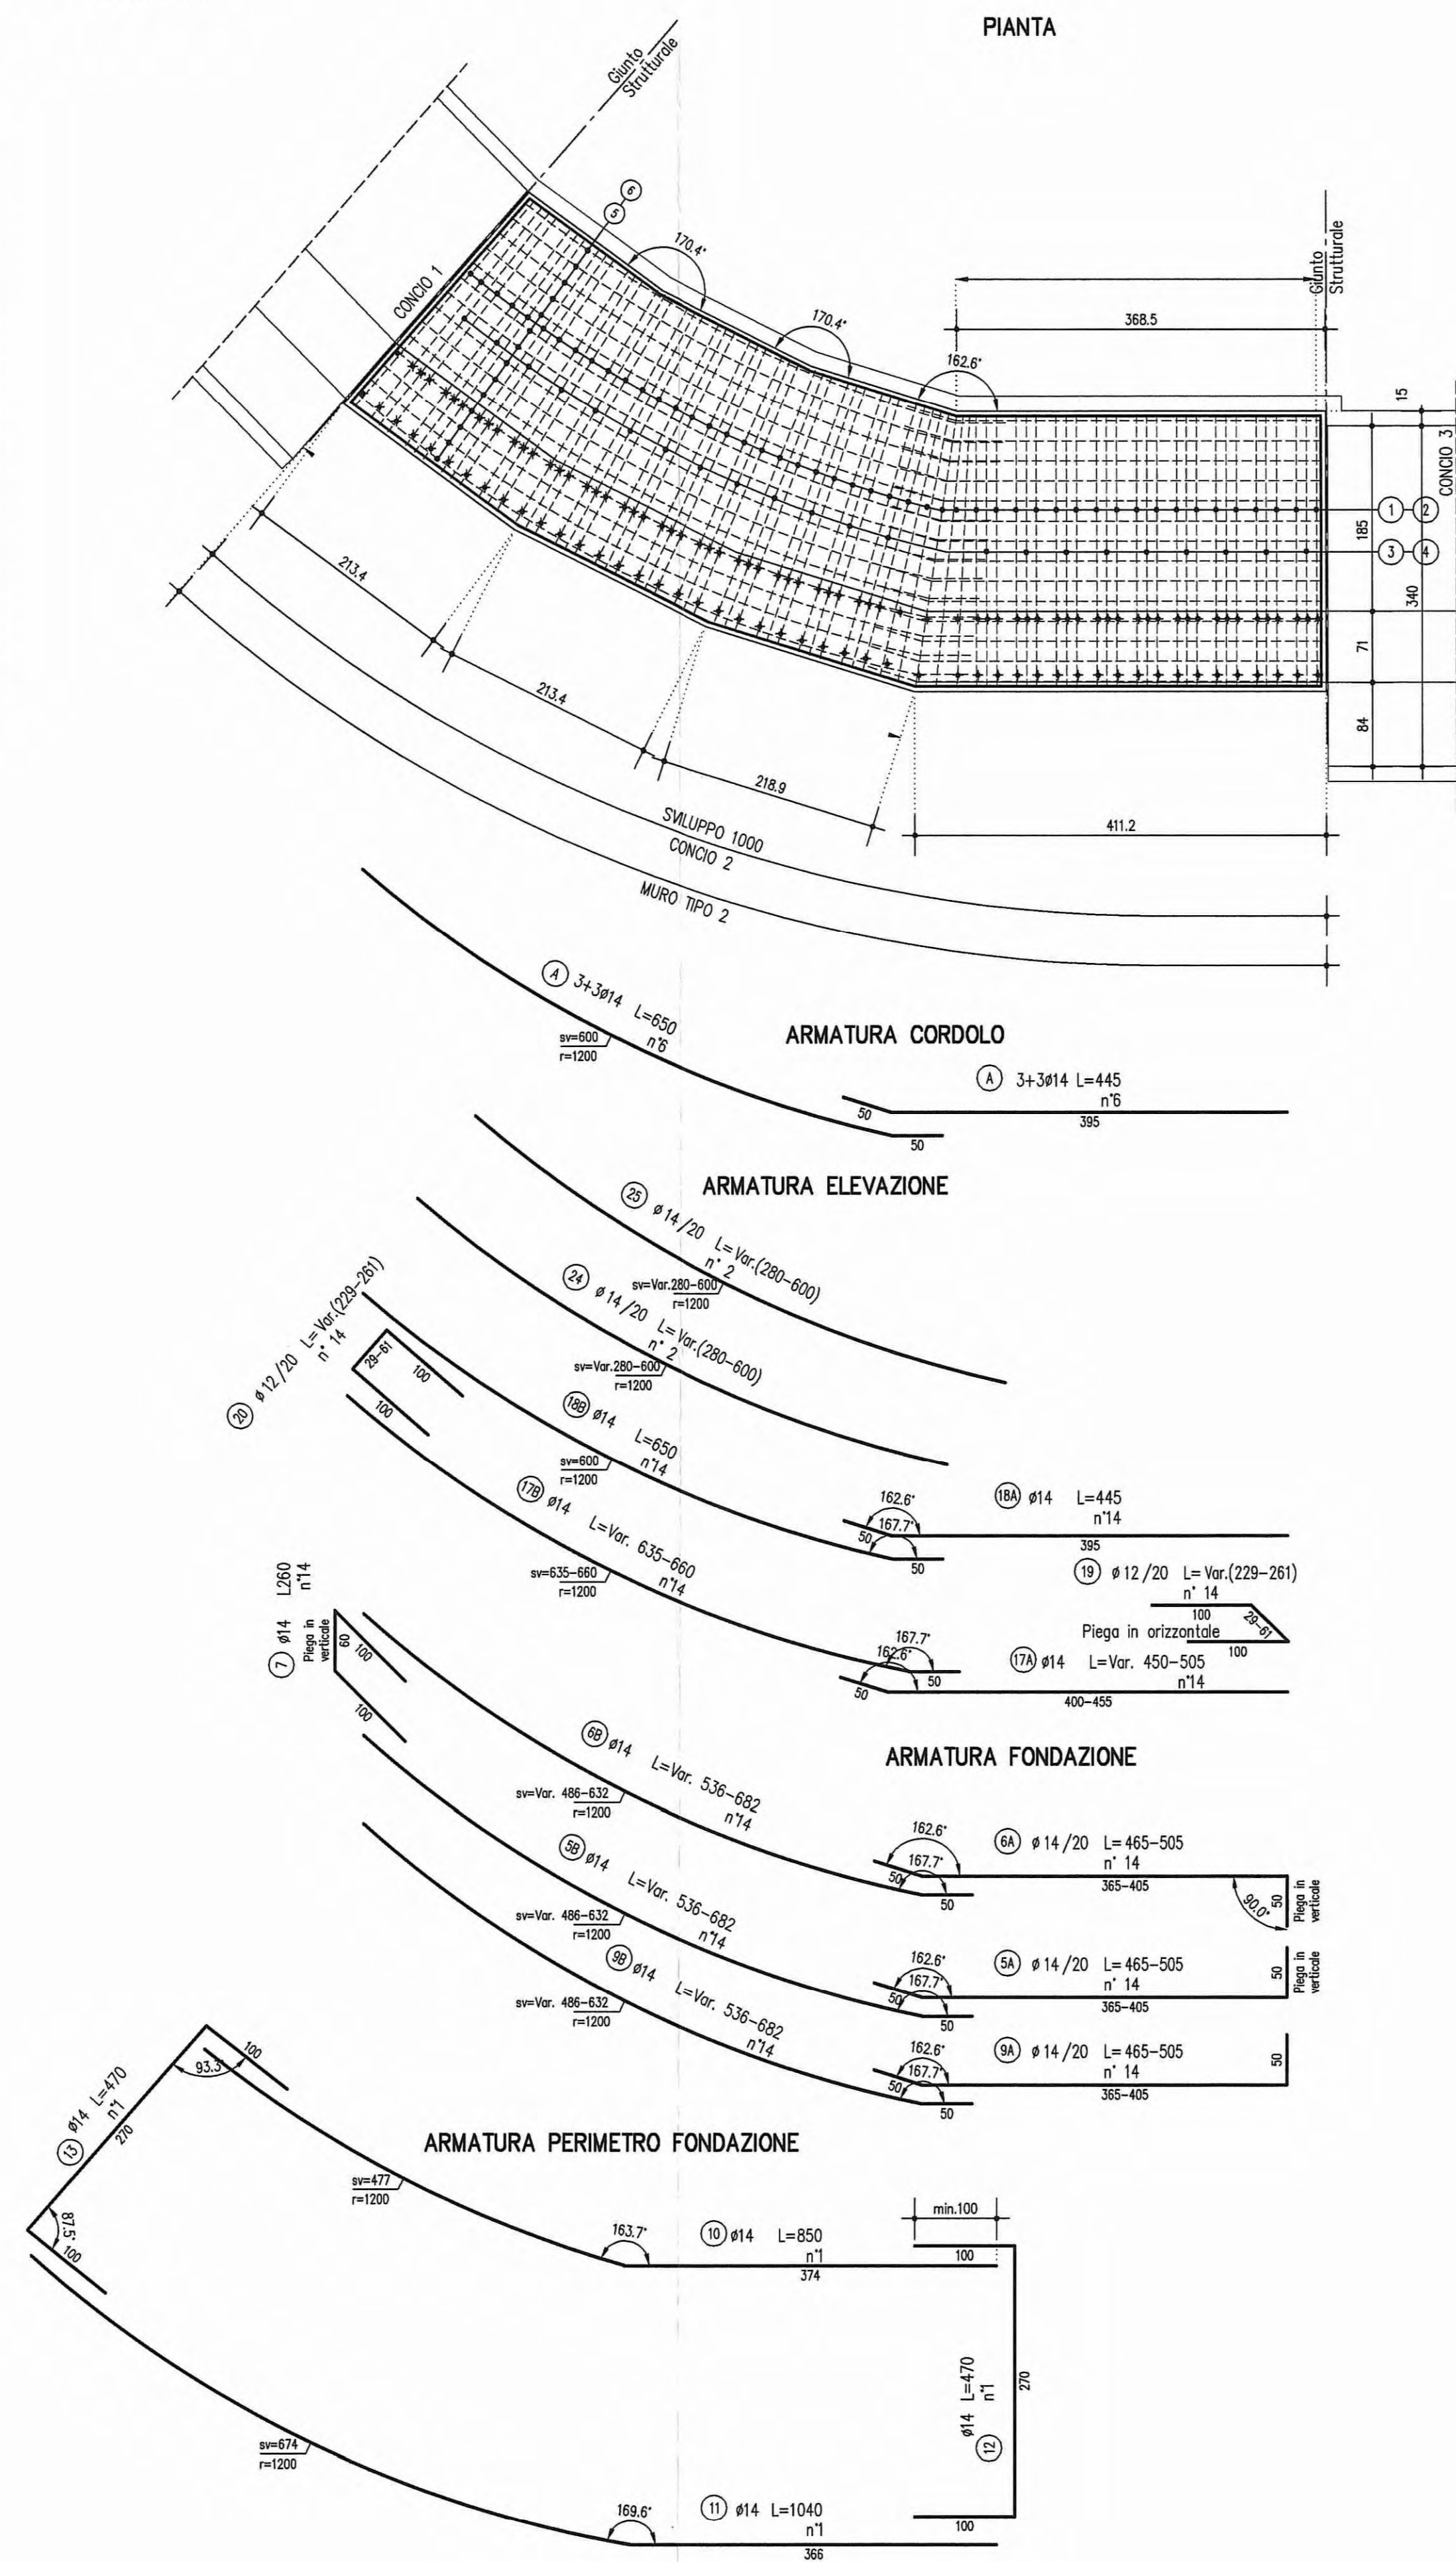 PIANTA
Giunto
Strutturale
6
5
170.4°
CONCIO 1
170.4°
162.6°
Giunto
Strutturale
368.5
15
CONCIO 3
1
2
185
3
4
340
71
84
213.4
213.4
218.9
411.2
SVILUPPO 1000
CONCIO 2
MURO TIPO 2
A 3+3ø14 L=650
n°6
sv=600
r=1200
ARMATURA CORDOLO
A 3+3ø14 L=445
n°6
50
395
50
ARMATURA ELEVAZIONE
25 ø14/20 L=Var.(280-600)
n° 2
sv=Var.280-600
r=1200
24 ø14/20 L=Var.(280-600)
n° 2
sv=Var.280-600
r=1200
20 ø12/20 L=Var.(229-261)
n° 14
29-61
100
100
18B ø14 L=650
n°14
sv=600
r=1200
162.6°
167.7°
50
50
18A ø14 L=445
n°14
395
17B ø14 L=Var. 635-660
n°14
sv=635-660
r=1200
19 ø12/20 L=Var.(229-261)
n° 14
100
29-61
Piega in orizzontale
100
167.7°
162.6°
50
50
17A ø14 L=Var. 450-505
n°14
400-455
7 ø14 L260
n°14
Piega in
verticale
60
100
100
ARMATURA FONDAZIONE
6B ø14 L=Var. 536-682
n°14
sv=Var. 486-632
r=1200
162.6°
167.7°
50
50
6A ø14/20 L=465-505
n° 14
365-405
90.0°
50
Piega in
verticale
5B ø14 L=Var. 536-682
n°14
sv=Var. 486-632
r=1200
162.6°
167.7°
50
50
5A ø14/20 L=465-505
n° 14
365-405
50
Piega in
verticale
9B ø14 L=Var. 536-682
n°14
sv=Var. 486-632
r=1200
162.6°
167.7°
50
50
9A ø14/20 L=465-505
n° 14
365-405
50
ARMATURA PERIMETRO FONDAZIONE
13 ø14 L=470
n°1
270
93.3°
100
87.5°
100
sv=477
r=1200
163.7°
10 ø14 L=850
n°1
374
min.100
100
12 ø14 L=470
n°1
270
100
sv=674
r=1200
169.6°
11 ø14 L=1040
n°1
366